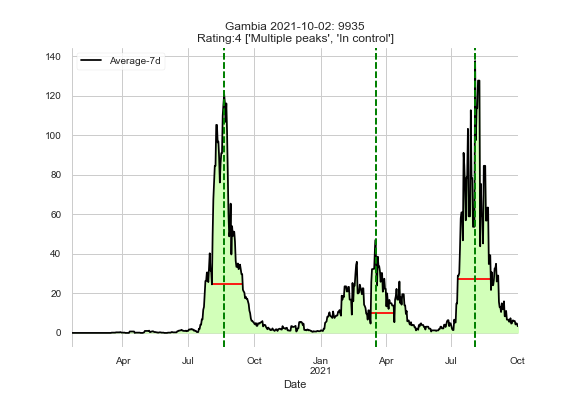 Gambia 2021-10-02: 9935
Rating:4 ['Multiple peaks', 'In control']
Average-7d
140
120
100
80
60
40
20
0
Apr Jul Oct Jan Apr Jul Oct
2021
Date